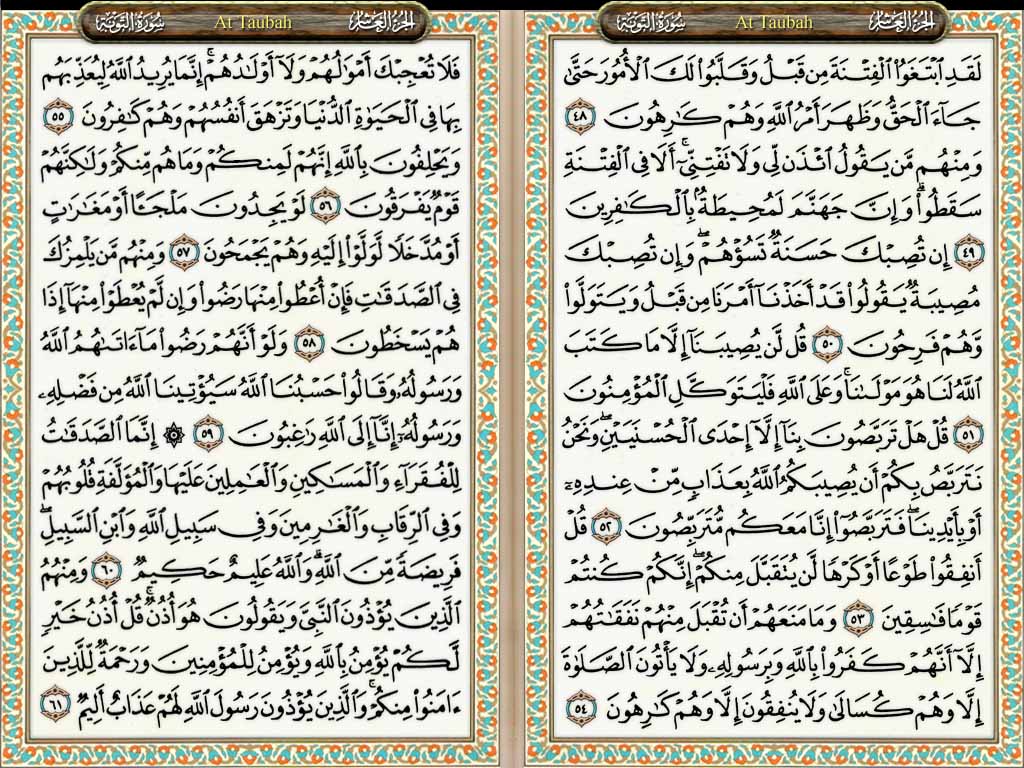 الجزء العاشر At Taubah سورة التوبة
لَقَدِ ٱبْتَغَوُا۟ ٱلْفِتْنَةَ مِن قَبْلُ وَقَلَّبُوا۟ لَكَ ٱلْأُمُورَ حَتَّىٰ
جَآءَ ٱلْحَقُّ وَظَهَرَ أَمْرُ ٱللَّهِ وَهُمْ كَٰرِهُونَ ٤٨
وَمِنْهُم مَّن يَقُولُ ٱئْذَن لِّى وَلَا تَفْتِنِّىٓ ۚ أَلَا فِى ٱلْفِتْنَةِ
سَقَطُوا۟ ۗ وَإِنَّ جَهَنَّمَ لَمُحِيطَةٌۢ بِٱلْكَٰفِرِينَ
٤٩ إِن تُصِبْكَ حَسَنَةٌ تَسُؤْهُمْ ۖ وَإِن تُصِبْكَ
مُصِيبَةٌ يَقُولُوا۟ قَدْ أَخَذْنَآ أَمْرَنَا مِن قَبْلُ وَيَتَوَلَّوا۟
وَّهُمْ فَرِحُونَ ٥٠ قُل لَّن يُصِيبَنَآ إِلَّا مَا كَتَبَ
ٱللَّهُ لَنَا هُوَ مَوْلَىٰنَا ۚ وَعَلَى ٱللَّهِ فَلْيَتَوَكَّلِ ٱلْمُؤْمِنُونَ
٥١ قُلْ هَلْ تَرَبَّصُونَ بِنَآ إِلَّآ إِحْدَى ٱلْحُسْنَيَيْنِ ۖ وَنَحْنُ
نَتَرَبَّصُ بِكُمْ أَن يُصِيبَكُمُ ٱللَّهُ بِعَذَابٍ مِّنْ عِندِهِۦٓ
أَوْ بِأَيْدِينَا ۖ فَتَرَبَّصُوٓا۟ إِنَّا مَعَكُم مُّتَرَبِّصُونَ ٥٢ قُلْ
أَنفِقُوا۟ طَوْعًا أَوْ كَرْهًا لَّن يُتَقَبَّلَ مِنكُمْ ۖ إِنَّكُمْ كُنتُمْ
قَوْمًا فَٰسِقِينَ ٥٣ وَمَا مَنَعَهُمْ أَن تُقْبَلَ مِنْهُمْ نَفَقَٰتُهُمْ
إِلَّآ أَنَّهُمْ كَفَرُوا۟ بِٱللَّهِ وَبِرَسُولِهِۦ وَلَا يَأْتُونَ ٱلصَّلَوٰةَ
إِلَّا وَهُمْ كُسَالَىٰ وَلَا يُنفِقُونَ إِلَّا وَهُمْ كَٰرِهُونَ ٥٤
الجزء العاشر At Taubah سورة التوبة
فَلَا تُعْجِبْكَ أَمْوَٰلُهُمْ وَلَآ أَوْلَٰدُهُمْ ۚ إِنَّمَا يُرِيدُ ٱللَّهُ لِيُعَذِّبَهُم
بِهَا فِى ٱلْحَيَوٰةِ ٱلدُّنْيَا وَتَزْهَقَ أَنفُسُهُمْ وَهُمْ كَٰفِرُونَ ٥٥
وَيَحْلِفُونَ بِٱللَّهِ إِنَّهُمْ لَمِنكُمْ وَمَا هُم مِّنكُمْ وَلَٰكِنَّهُمْ
قَوْمٌ يَفْرَقُونَ ٥٦ لَوْ يَجِدُونَ مَلْجَـًٔا أَوْ مَغَٰرَٰتٍ
أَوْ مُدَّخَلًا لَّوَلَّوْا۟ إِلَيْهِ وَهُمْ يَجْمَحُونَ ٥٧ وَمِنْهُم مَّن يَلْمِزُكَ
فِى ٱلصَّدَقَٰتِ فَإِنْ أُعْطُوا۟ مِنْهَا رَضُوا۟ وَإِن لَّمْ يُعْطَوْا۟ مِنْهَآ إِذَا
هُمْ يَسْخَطُونَ ٥٨ وَلَوْ أَنَّهُمْ رَضُوا۟ مَآ ءَاتَىٰهُمُ ٱللَّهُ
وَرَسُولُهُۥ وَقَالُوا۟ حَسْبُنَا ٱللَّهُ سَيُؤْتِينَا ٱللَّهُ مِن فَضْلِهِۦ
وَرَسُولُهُۥٓ إِنَّآ إِلَى ٱللَّهِ رَٰغِبُونَ ٥٩ ۞ إِنَّمَا ٱلصَّدَقَٰتُ
لِلْفُقَرَآءِ وَٱلْمَسَٰكِينِ وَٱلْعَٰمِلِينَ عَلَيْهَا وَٱلْمُؤَلَّفَةِ قُلُوبُهُمْ
وَفِى ٱلرِّقَابِ وَٱلْغَٰرِمِينَ وَفِى سَبِيلِ ٱللَّهِ وَٱبْنِ ٱلسَّبِيلِ ۖ
فَرِيضَةً مِّنَ ٱللَّهِ ۗ وَٱللَّهُ عَلِيمٌ حَكِيمٌ ٦٠ وَمِنْهُمُ
ٱلَّذِينَ يُؤْذُونَ ٱلنَّبِىَّ وَيَقُولُونَ هُوَ أُذُنٌ ۚ قُلْ أُذُنُ خَيْرٍ
لَّكُمْ يُؤْمِنُ بِٱللَّهِ وَيُؤْمِنُ لِلْمُؤْمِنِينَ وَرَحْمَةٌ لِّلَّذِينَ
ءَامَنُوا۟ مِنكُمْ ۚ وَٱلَّذِينَ يُؤْذُونَ رَسُولَ ٱللَّهِ لَهُمْ عَذَابٌ أَلِيمٌ ٦١